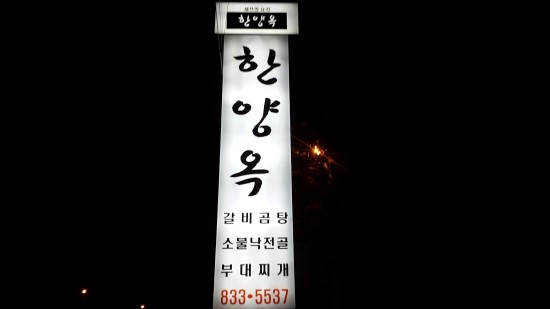 한양옥
한
양
옥
갈비곰탕
소불낙전골
부대찌개
833•5537